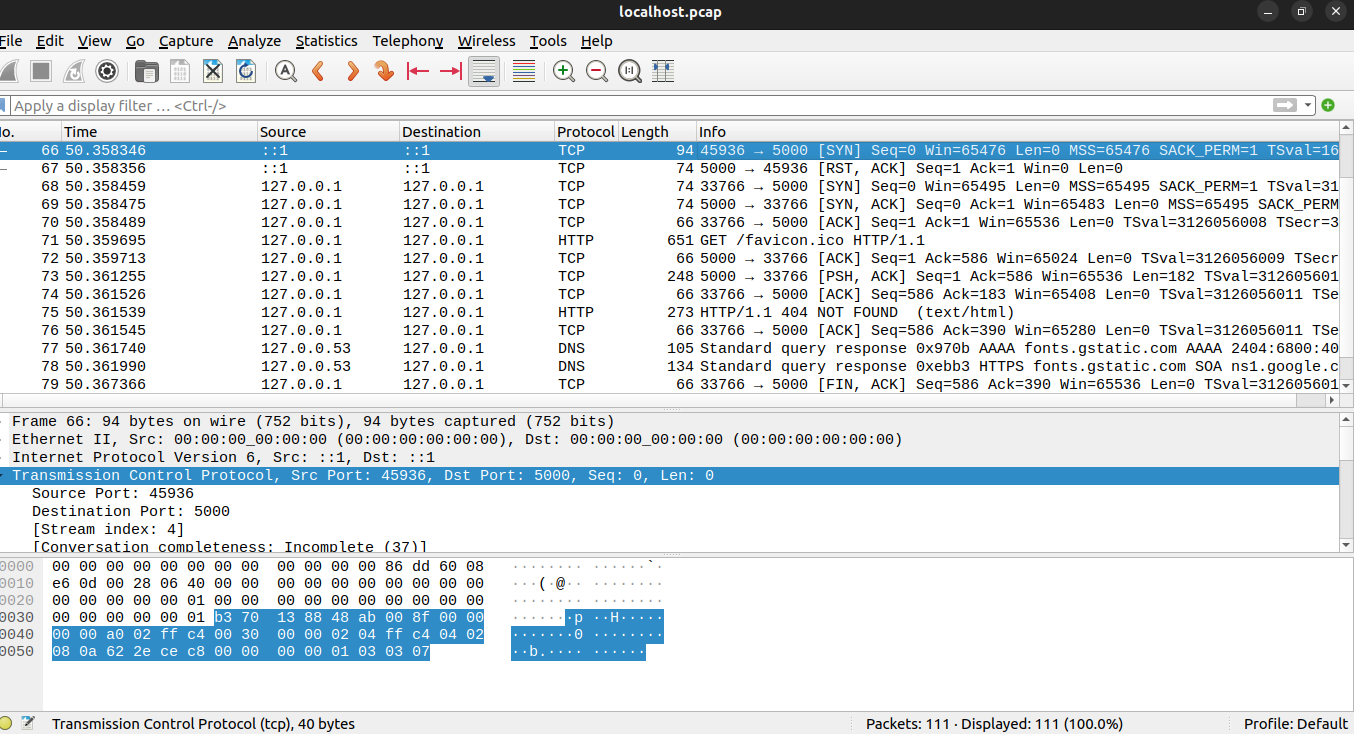 localhost.pcap
File Edit View Go Capture Analyze Statistics Telephony Wireless Tools Help
Apply a display filter … <Ctrl-/>
No. Time Source Destination Protocol Length Info
66 50.358346 ::1 ::1 TCP 94 45936 → 5000 [SYN] Seq=0 Win=65476 Len=0 MSS=65476 SACK_PERM=1 TSval=16
67 50.358356 ::1 ::1 TCP 74 5000 → 45936 [RST, ACK] Seq=1 Ack=1 Win=0 Len=0
68 50.358459 127.0.0.1 127.0.0.1 TCP 74 33766 → 5000 [SYN] Seq=0 Win=65495 Len=0 MSS=65495 SACK_PERM=1 TSval=31
69 50.358475 127.0.0.1 127.0.0.1 TCP 74 5000 → 33766 [SYN, ACK] Seq=0 Ack=1 Win=65483 Len=0 MSS=65495 SACK_PERM
70 50.358489 127.0.0.1 127.0.0.1 TCP 66 33766 → 5000 [ACK] Seq=1 Ack=1 Win=65536 Len=0 TSval=3126056008 TSecr=3
71 50.359695 127.0.0.1 127.0.0.1 HTTP 651 GET /favicon.ico HTTP/1.1
72 50.359713 127.0.0.1 127.0.0.1 TCP 66 5000 → 33766 [ACK] Seq=1 Ack=586 Win=65024 Len=0 TSval=3126056009 TSecr
73 50.361255 127.0.0.1 127.0.0.1 TCP 248 5000 → 33766 [PSH, ACK] Seq=1 Ack=586 Win=65536 Len=182 TSval=312605601
74 50.361526 127.0.0.1 127.0.0.1 TCP 66 33766 → 5000 [ACK] Seq=586 Ack=183 Win=65408 Len=0 TSval=3126056011 TSe
75 50.361539 127.0.0.1 127.0.0.1 HTTP 273 HTTP/1.1 404 NOT FOUND (text/html)
76 50.361545 127.0.0.1 127.0.0.1 TCP 66 33766 → 5000 [ACK] Seq=586 Ack=390 Win=65280 Len=0 TSval=3126056011 TSe
77 50.361740 127.0.0.53 127.0.0.1 DNS 105 Standard query response 0x970b AAAA fonts.gstatic.com AAAA 2404:6800:40
78 50.361990 127.0.0.53 127.0.0.1 DNS 134 Standard query response 0xebb3 HTTPS fonts.gstatic.com SOA ns1.google.c
79 50.367366 127.0.0.1 127.0.0.1 TCP 66 33766 → 5000 [FIN, ACK] Seq=586 Ack=390 Win=65536 Len=0 TSval=312605601
Frame 66: 94 bytes on wire (752 bits), 94 bytes captured (752 bits)
Ethernet II, Src: 00:00:00_00:00:00 (00:00:00:00:00:00), Dst: 00:00:00_00:00:00 (00:00:00:00:00:00)
Internet Protocol Version 6, Src: ::1, Dst: ::1
Transmission Control Protocol, Src Port: 45936, Dst Port: 5000, Seq: 0, Len: 0
Source Port: 45936
Destination Port: 5000
[Stream index: 4]
[Conversation completeness: Incomplete (37)]
0000 00 00 00 00 00 00 00 00 00 00 00 00 86 dd 60 08 ········ ······`·
0010 e6 0d 00 28 06 40 00 00 00 00 00 00 00 00 00 00 ···(·@·· ········
0020 00 00 00 00 00 01 00 00 00 00 00 00 00 00 00 00 ········ ········
0030 00 00 00 00 00 01 b3 70 13 88 48 ab 00 8f 00 00 ·······p ··H·····
0040 00 00 a0 02 ff c4 00 30 00 00 02 04 ff c4 04 02 ·······0 ········
0050 08 0a 62 2e ce c8 00 00 00 00 01 03 03 07 ··b.···· ······
Transmission Control Protocol (tcp), 40 bytes Packets: 111 · Displayed: 111 (100.0%) Profile: Default